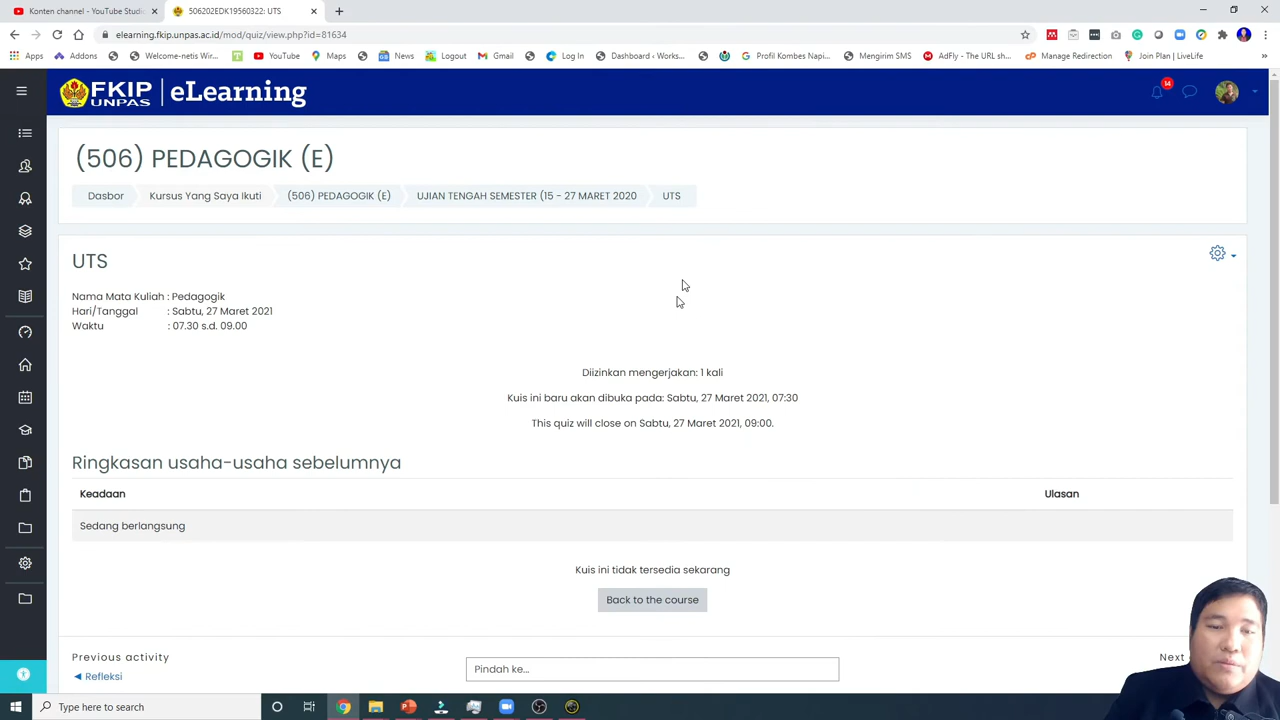 Konten channel - YouTube Studi
506202EDK19560322: UTS
elearning.fkip.unpas.ac.id/mod/quiz/view.php?id=81634
Apps
Addons
Welcome-netis Wir...
YouTube
Maps
News
Logout
Gmail
Log In
Dashboard ‹ Works...
Profil Kombes Napi...
Mengirim SMS
AdFly - The URL sh...
Manage Redirection
Join Plan | LiveLife
»
FKIP UNPAS | eLearning
14
(506) PEDAGOGIK (E)
Dasbor
Kursus Yang Saya Ikuti
(506) PEDAGOGIK (E)
UJIAN TENGAH SEMESTER (15 - 27 MARET 2020
UTS
UTS
Nama Mata Kuliah : Pedagogik
Hari/Tanggal : Sabtu, 27 Maret 2021
Waktu : 07.30 s.d. 09.00
Diizinkan mengerjakan: 1 kali
Kuis ini baru akan dibuka pada: Sabtu, 27 Maret 2021, 07:30
This quiz will close on Sabtu, 27 Maret 2021, 09:00.
Ringkasan usaha-usaha sebelumnya
Keadaan
Ulasan
Sedang berlangsung
Kuis ini tidak tersedia sekarang
Back to the course
Previous activity
Next
◄ Refleksi
Pindah ke...
Type here to search